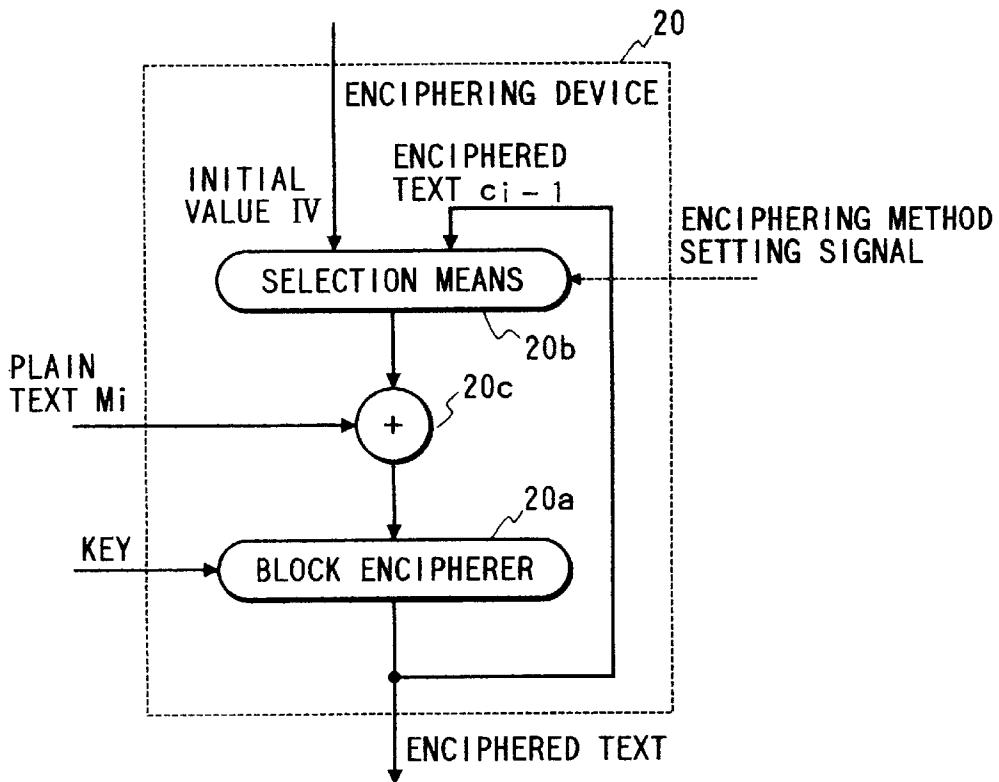 20
ENCIPHERING DEVICE
ENCIPHERED
TEXT ci-1
INITIAL
VALUE IV
ENCIPHERING METHOD
SETTING SIGNAL
SELECTION MEANS
20b
PLAIN
TEXT Mi
20c
+
20a
KEY
BLOCK ENCIPHERER
ENCIPHERED TEXT